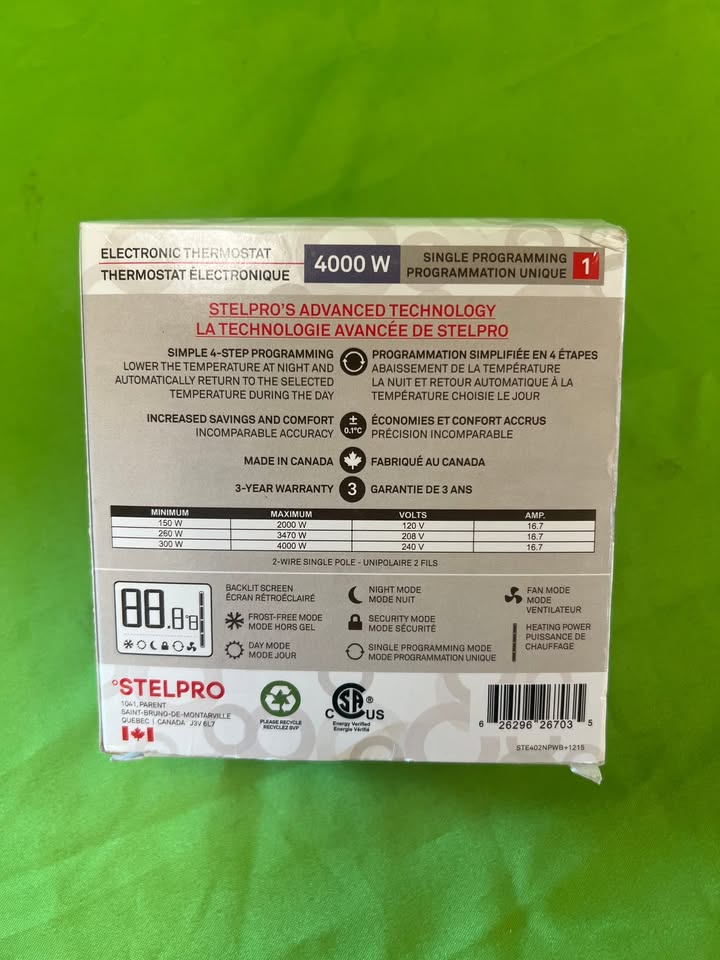 ELECTRONIC THERMOSTAT
THERMOSTAT ÉLECTRONIQUE
4000 W
SINGLE PROGRAMMING
PROGRAMMATION UNIQUE
1
STELPRO'S ADVANCED TECHNOLOGY
LA TECHNOLOGIE AVANCÉE DE STELPRO
SIMPLE 4-STEP PROGRAMMING
LOWER THE TEMPERATURE AT NIGHT AND
AUTOMATICALLY RETURN TO THE SELECTED
TEMPERATURE DURING THE DAY
PROGRAMMATION SIMPLIFIÉE EN 4 ÉTAPES
ABAISSEMENT DE LA TEMPÉRATURE
LA NUIT ET RETOUR AUTOMATIQUE À LA
TEMPÉRATURE CHOISIE LE JOUR
INCREASED SAVINGS AND COMFORT
INCOMPARABLE ACCURACY
±
0.1°C
ÉCONOMIES ET CONFORT ACCRUS
PRÉCISION INCOMPARABLE
MADE IN CANADA
FABRIQUÉ AU CANADA
3-YEAR WARRANTY
3
GARANTIE DE 3 ANS
MINIMUM MAXIMUM VOLTS AMP.
150 W 2000 W 120 V 16.7
260 W 3470 W 208 V 16.7
300 W 4000 W 240 V 16.7
2-WIRE SINGLE POLE - UNIPOLAIRE 2 FILS
88.8°8
BACKLIT SCREEN
ÉCRAN RÉTROÉCLAIRÉ
FROST-FREE MODE
MODE HORS GEL
DAY MODE
MODE JOUR
NIGHT MODE
MODE NUIT
SECURITY MODE
MODE SÉCURITÉ
SINGLE PROGRAMMING MODE
MODE PROGRAMMATION UNIQUE
FAN MODE
MODE
VENTILATEUR
HEATING POWER
PUISSANCE DE
CHAUFFAGE
°STELPRO
1041, PARENT
SAINT-BRUNO-DE-MONTARVILLE
QUEBEC | CANADA J3V 6L7
PLEASE RECYCLE
RECYCLEZ SVP
C SA® US
Energy Verified
Énergie Vérifié
6 26296 26703 5
STE402NPWB+1215